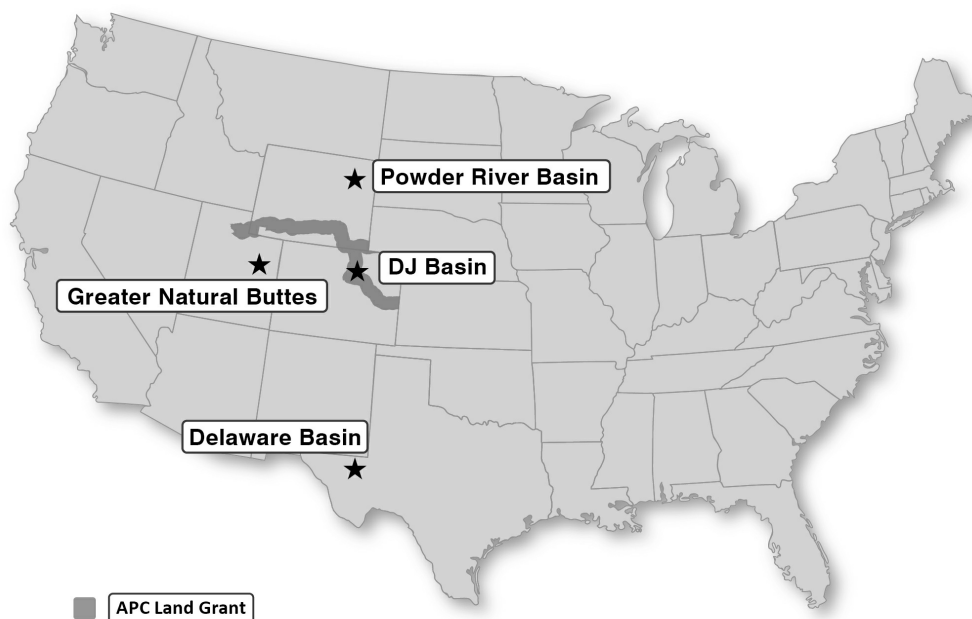 Powder River Basin
DJ Basin
Greater Natural Buttes
Delaware Basin
APC Land Grant